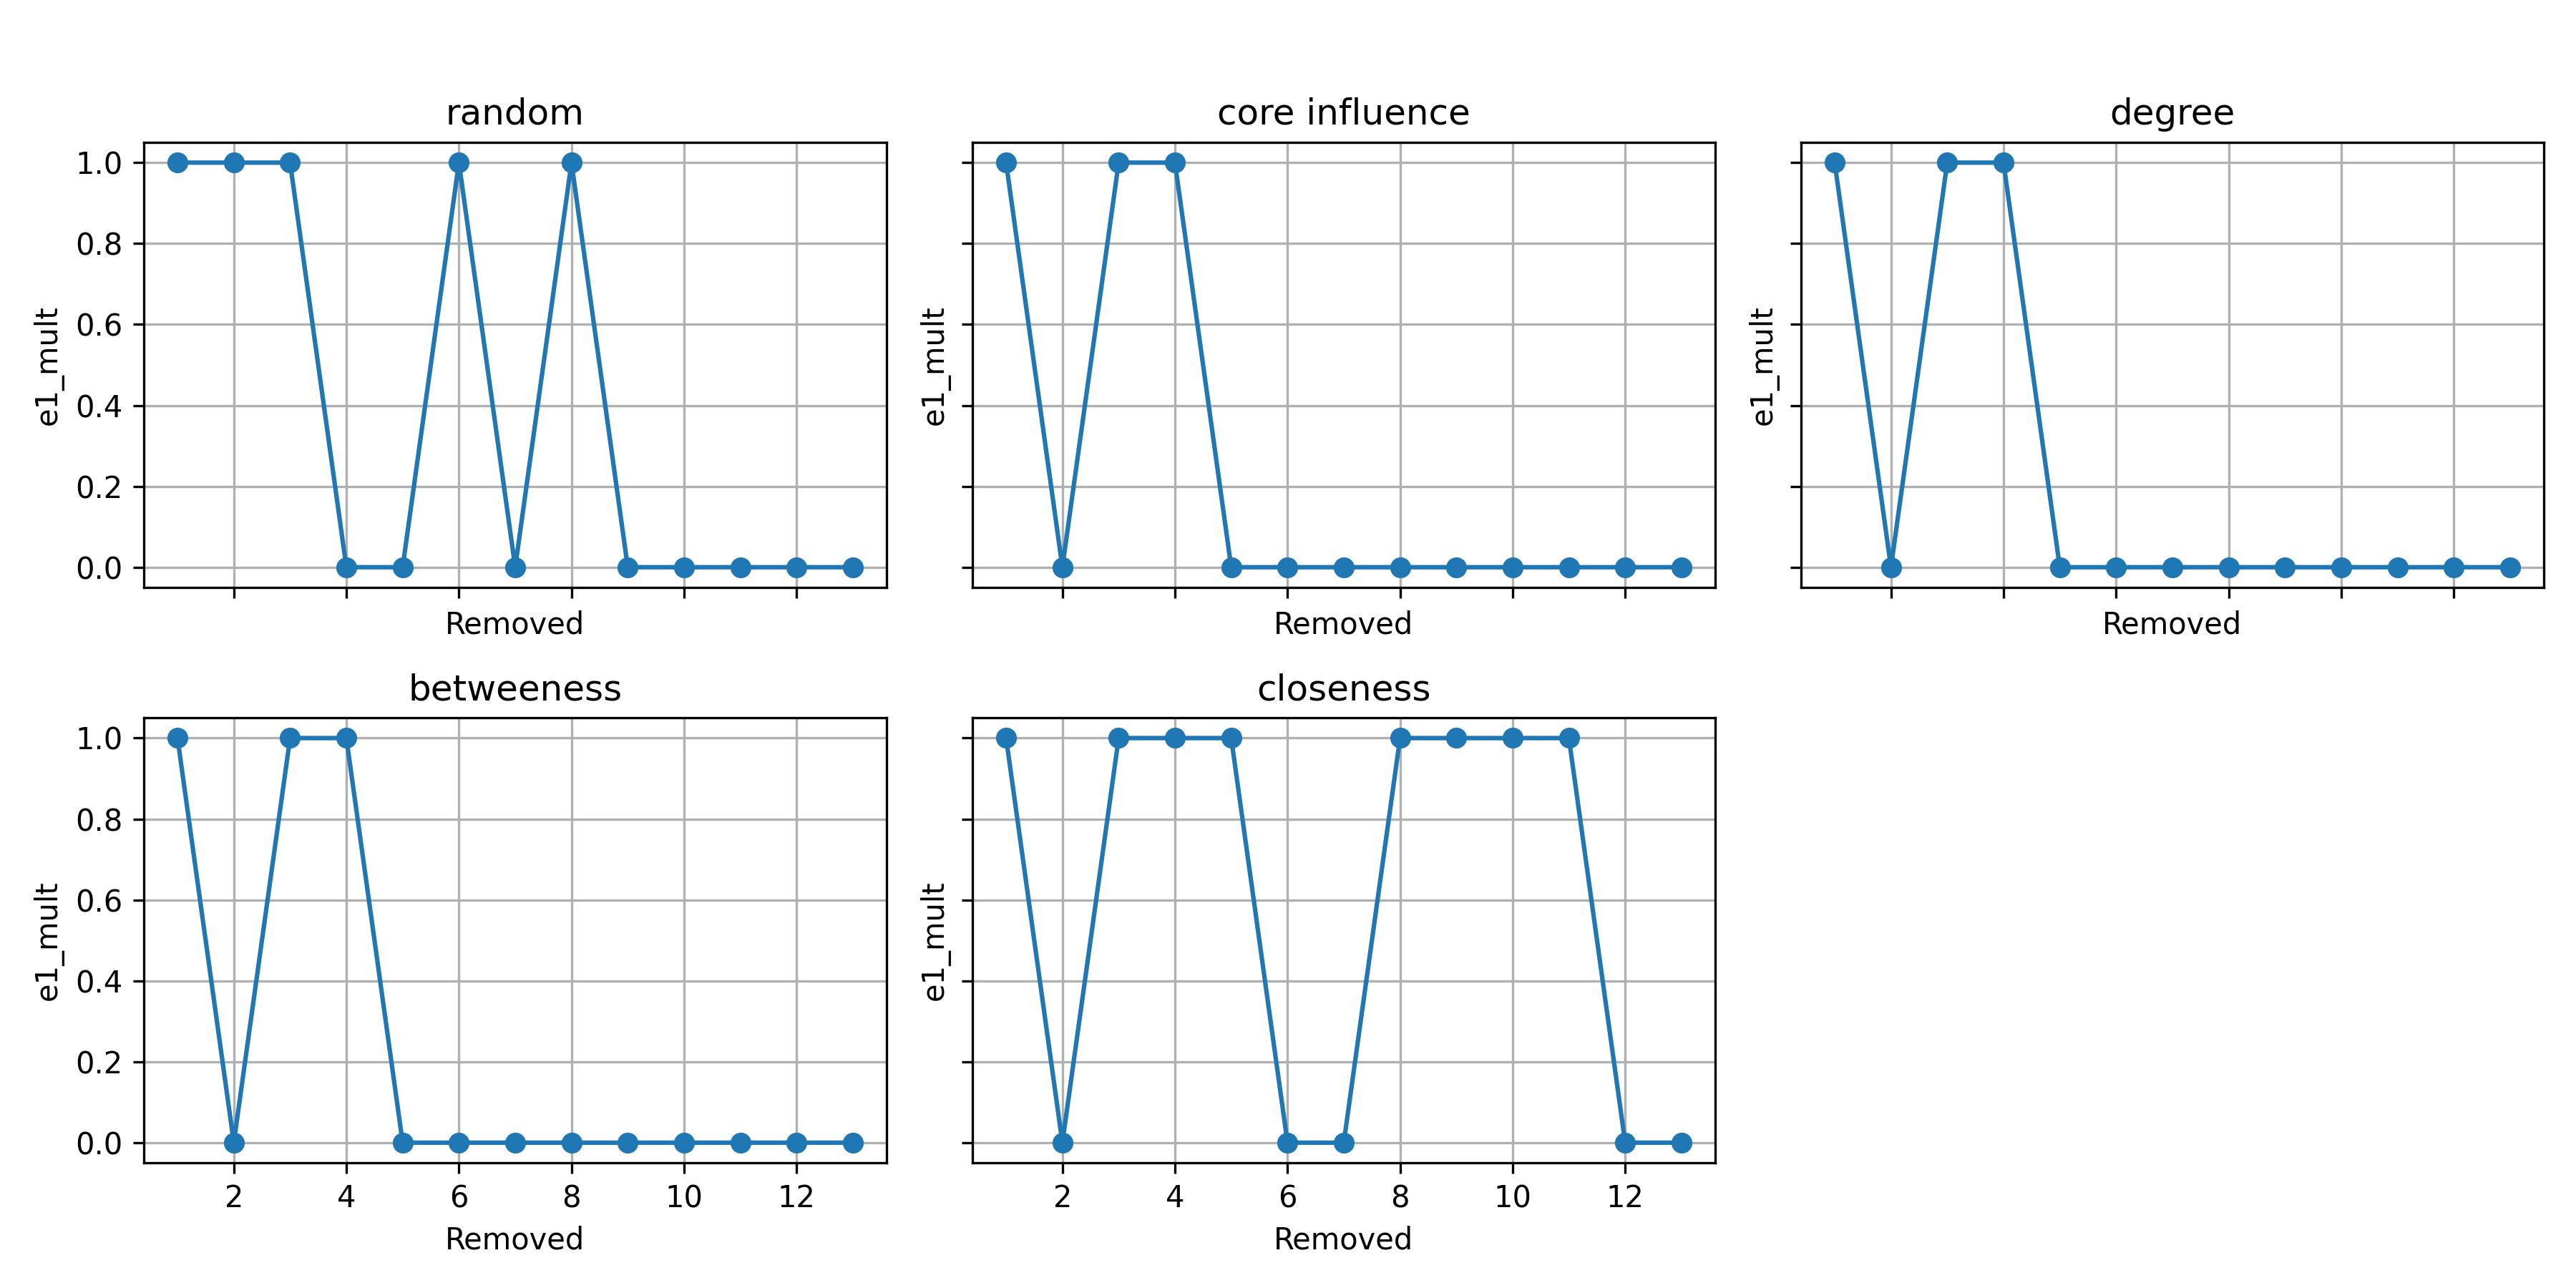 random
1.0
0.8
0.6
0.4
0.2
0.0
e1_mult
Removed
core influence
e1_mult
Removed
degree
e1_mult
Removed
betweeness
1.0
0.8
0.6
0.4
0.2
0.0
e1_mult
2 4 6 8 10 12
Removed
closeness
e1_mult
2 4 6 8 10 12
Removed